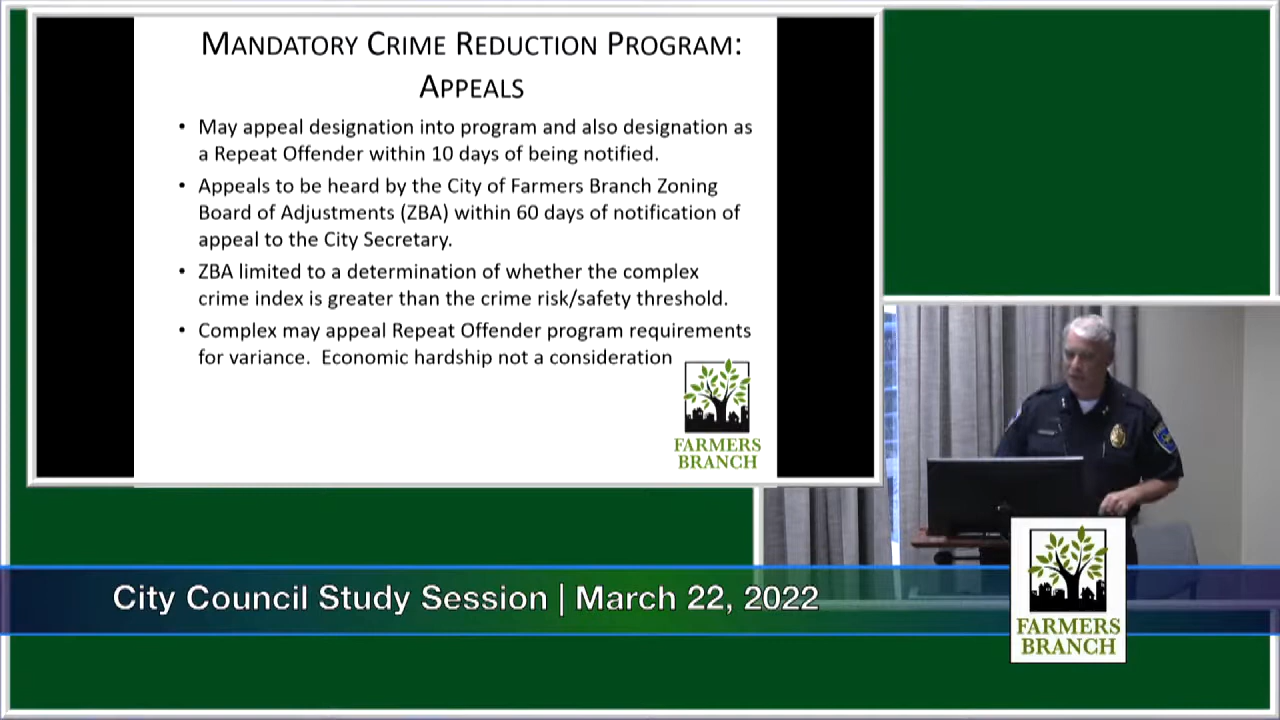 MANDATORY CRIME REDUCTION PROGRAM:
APPEALS
• May appeal designation into program and also designation as
a Repeat Offender within 10 days of being notified.
• Appeals to be heard by the City of Farmers Branch Zoning
Board of Adjustments (ZBA) within 60 days of notification of
appeal to the City Secretary.
• ZBA limited to a determination of whether the complex
crime index is greater than the crime risk/safety threshold.
• Complex may appeal Repeat Offender program requirements
for variance. Economic hardship not a consideration
FARMERS
BRANCH
City Council Study Session | March 22, 2022
FARMERS
BRANCH